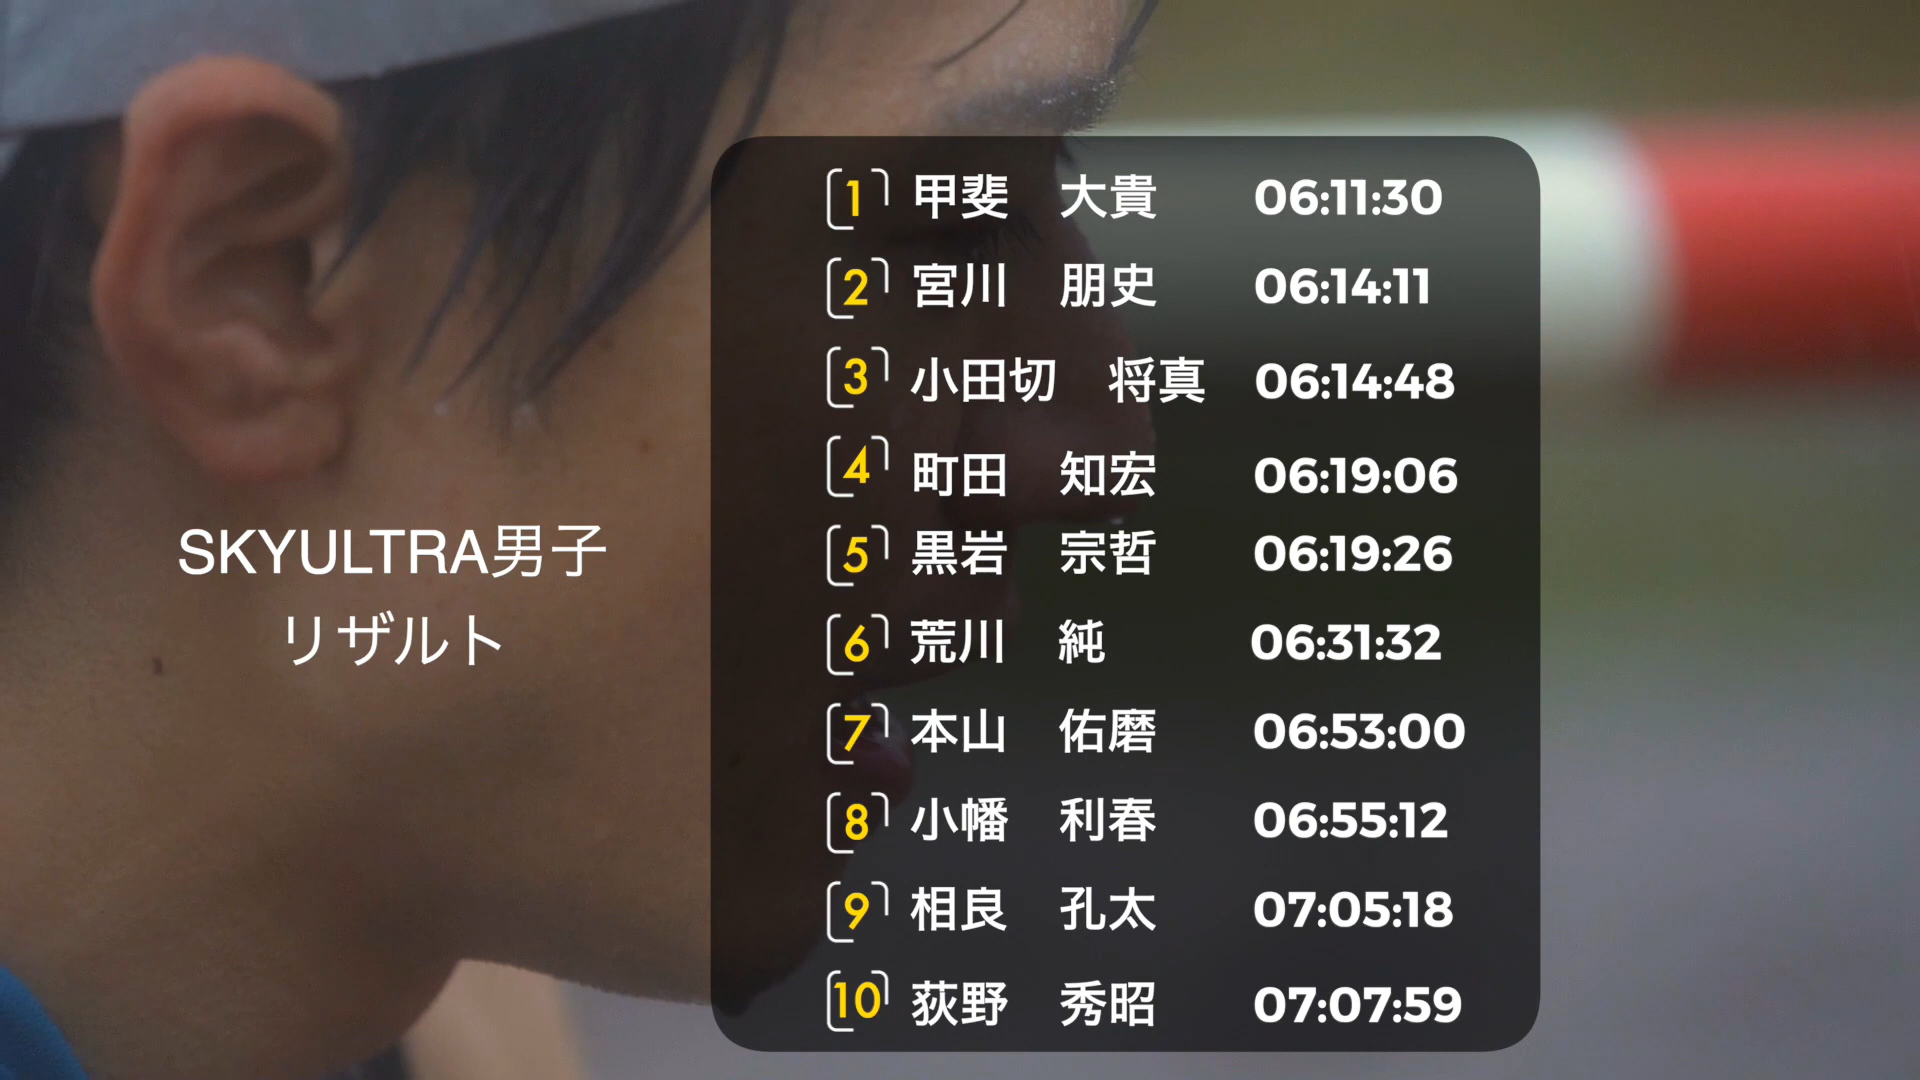 SKYULTRA男子
リザルト
1 甲斐 大貴 06:11:30
2 宮川 朋史 06:14:11
3 小田切 将真 06:14:48
4 町田 知宏 06:19:06
5 黒岩 宗哲 06:19:26
6 荒川 純 06:31:32
7 本山 佑磨 06:53:00
8 小幡 利春 06:55:12
9 相良 孔太 07:05:18
10 荻野 秀昭 07:07:59